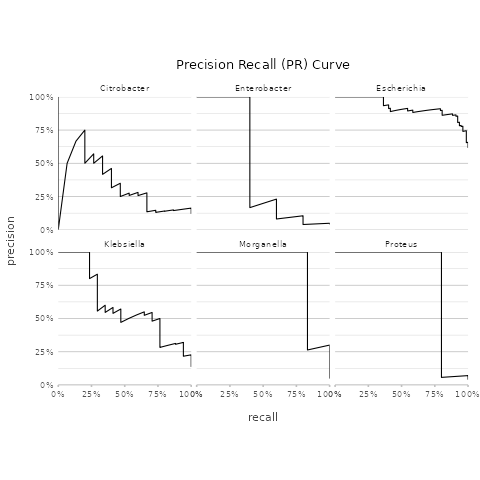 Precision Recall (PR) Curve
Citrobacter Enterobacter Escherichia
100%
75%
50%
25%
0%
Klebsiella Morganella Proteus
100%
75%
50%
25%
0%
0% 25% 50% 75% 100% 0% 25% 50% 75% 100% 0% 25% 50% 75% 100%
recall
precision